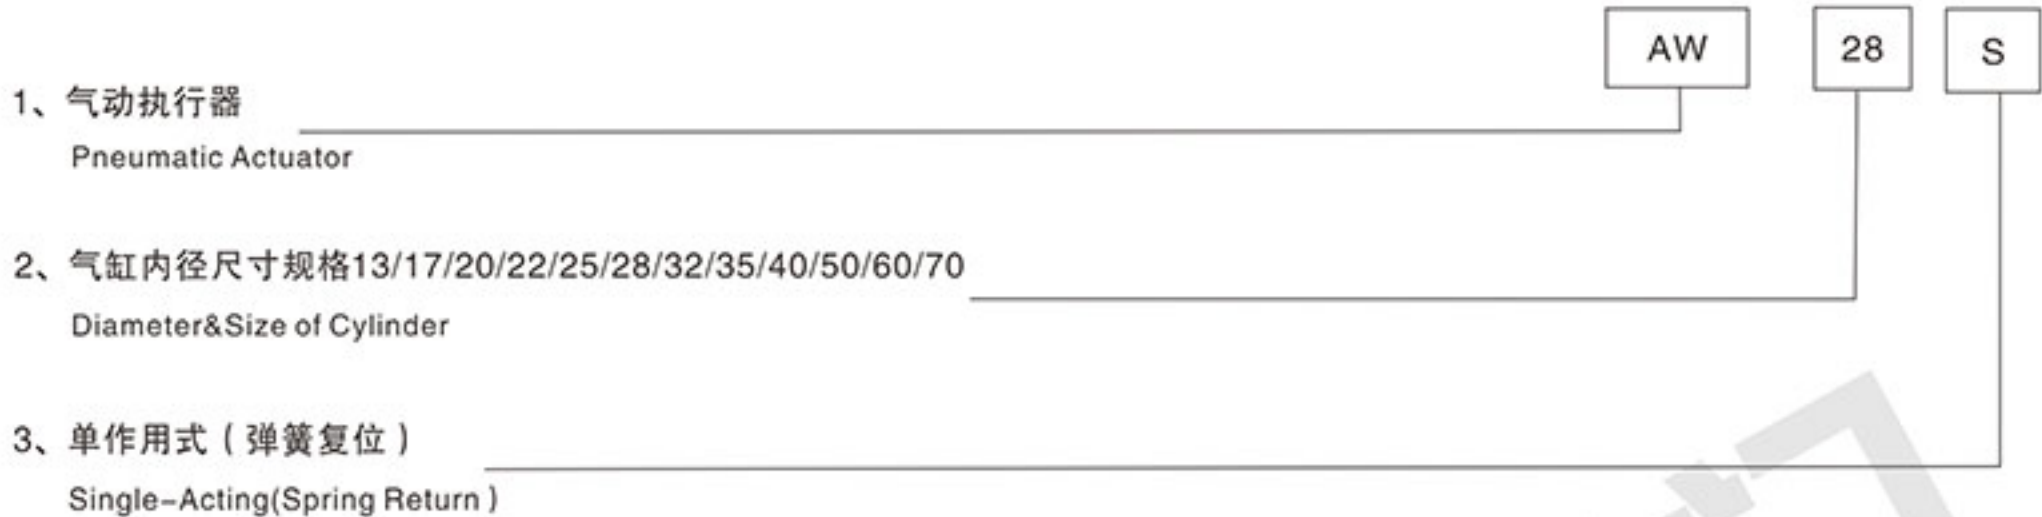 AW 28 S
1、气动执行器
Pneumatic Actuator
2、气缸内径尺寸规格13/17/20/22/25/28/32/35/40/50/60/70
Diameter&Size of Cylinder
3、单作用式（弹簧复位）
Single-Acting(Spring Return）